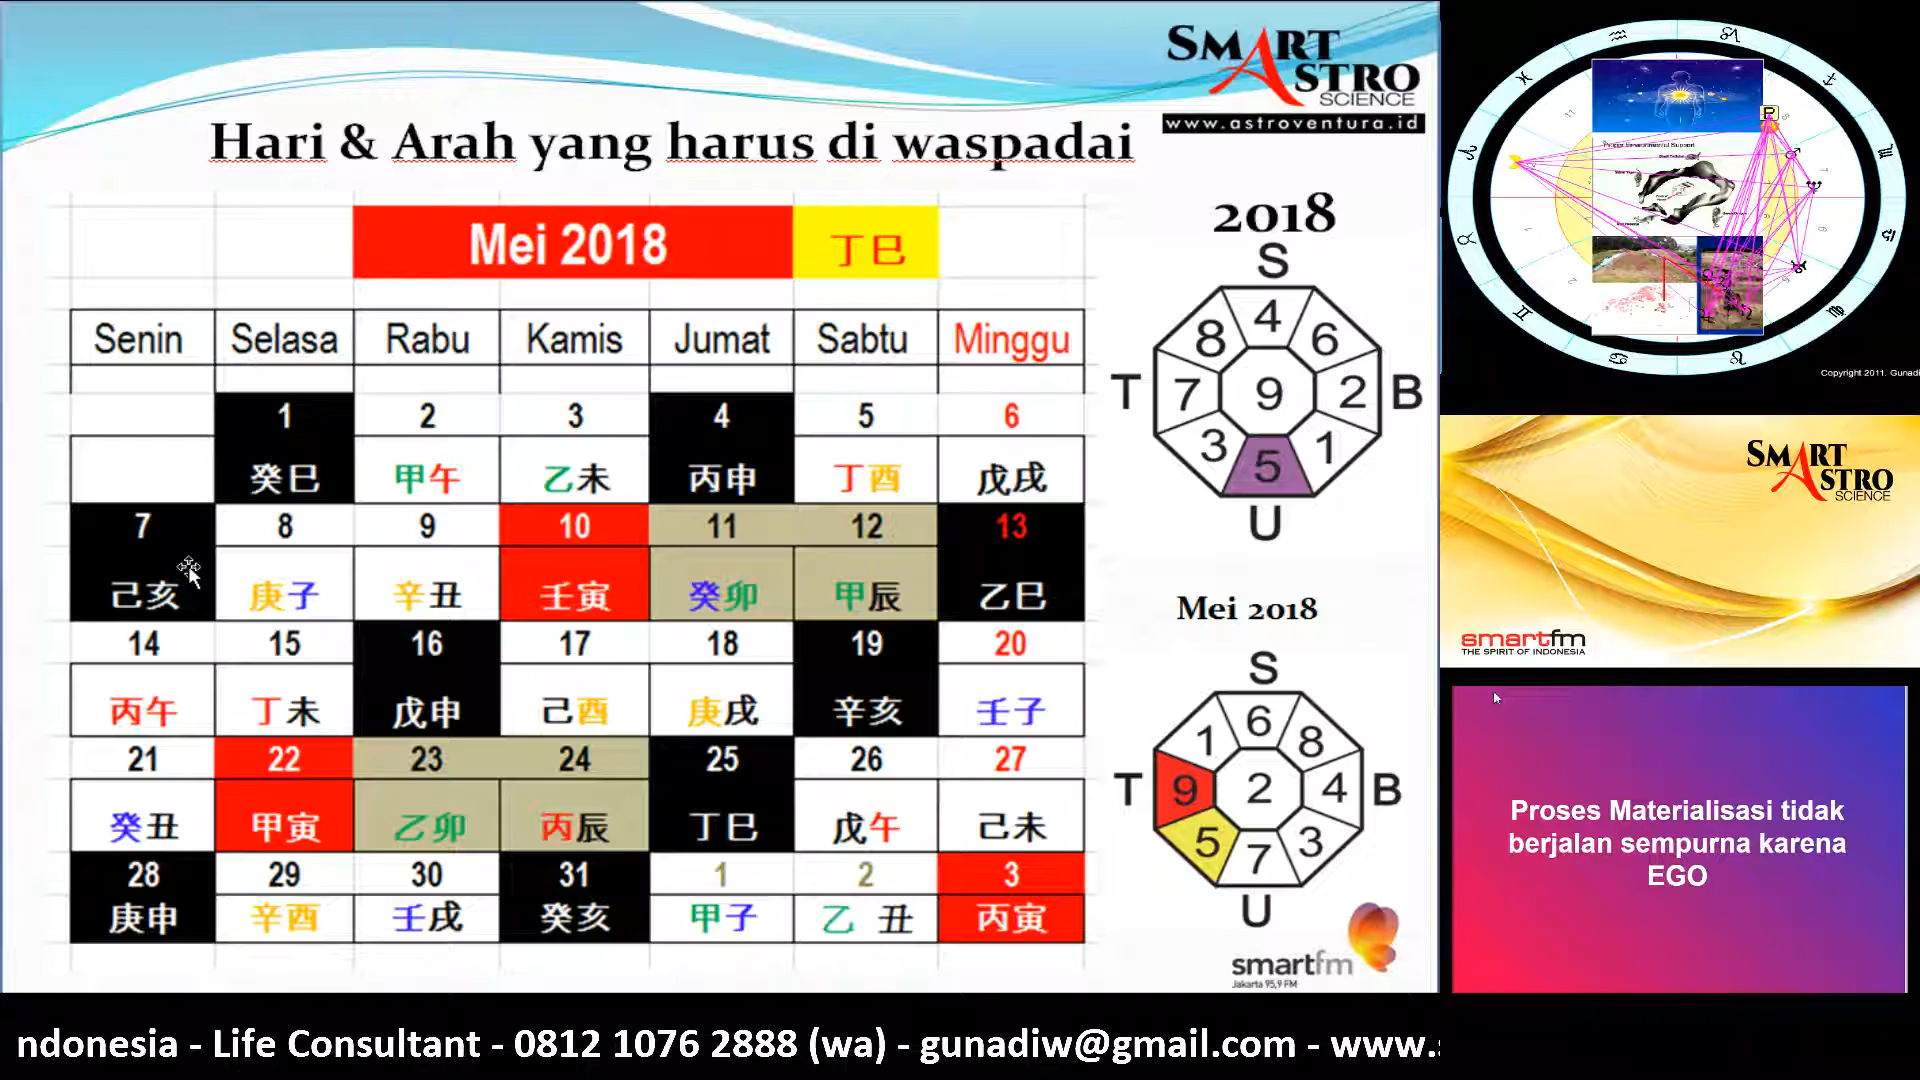 SMART
ASTRO
SCIENCE
www.astroventura.id
Hari & Arah yang harus di waspadai
Mei 2018 丁巳
Senin Selasa Rabu Kamis Jumat Sabtu Minggu
1 2 3 4 5 6
癸巳 甲午 乙未 丙申 丁酉 戊戌
7 8 9 10 11 12 13
己亥 庚子 辛丑 壬寅 癸卯 甲辰 乙巳
14 15 16 17 18 19 20
丙午 丁未 戊申 己酉 庚戌 辛亥 壬子
21 22 23 24 25 26 27
癸丑 甲寅 乙卯 丙辰 丁巳 戊午 己未
28 29 30 31 1 2 3
庚申 辛酉 壬戌 癸亥 甲子 乙 丑 丙寅
2018
S
8 4 6
T 7 9 2 B
3 5 1
U
Mei 2018
S
1 6 8
T 9 2 4 B
5 7 3
U
smartfm
Jakarta 95,9 FM
P
Copyright 2011. Gunadi
SMART
ASTRO
SCIENCE
smartfm
THE SPIRIT OF INDONESIA
Proses Materialisasi tidak
berjalan sempurna karena
EGO
ndonesia - Life Consultant - 0812 1076 2888 (wa) - gunadiw@gmail.com - www.